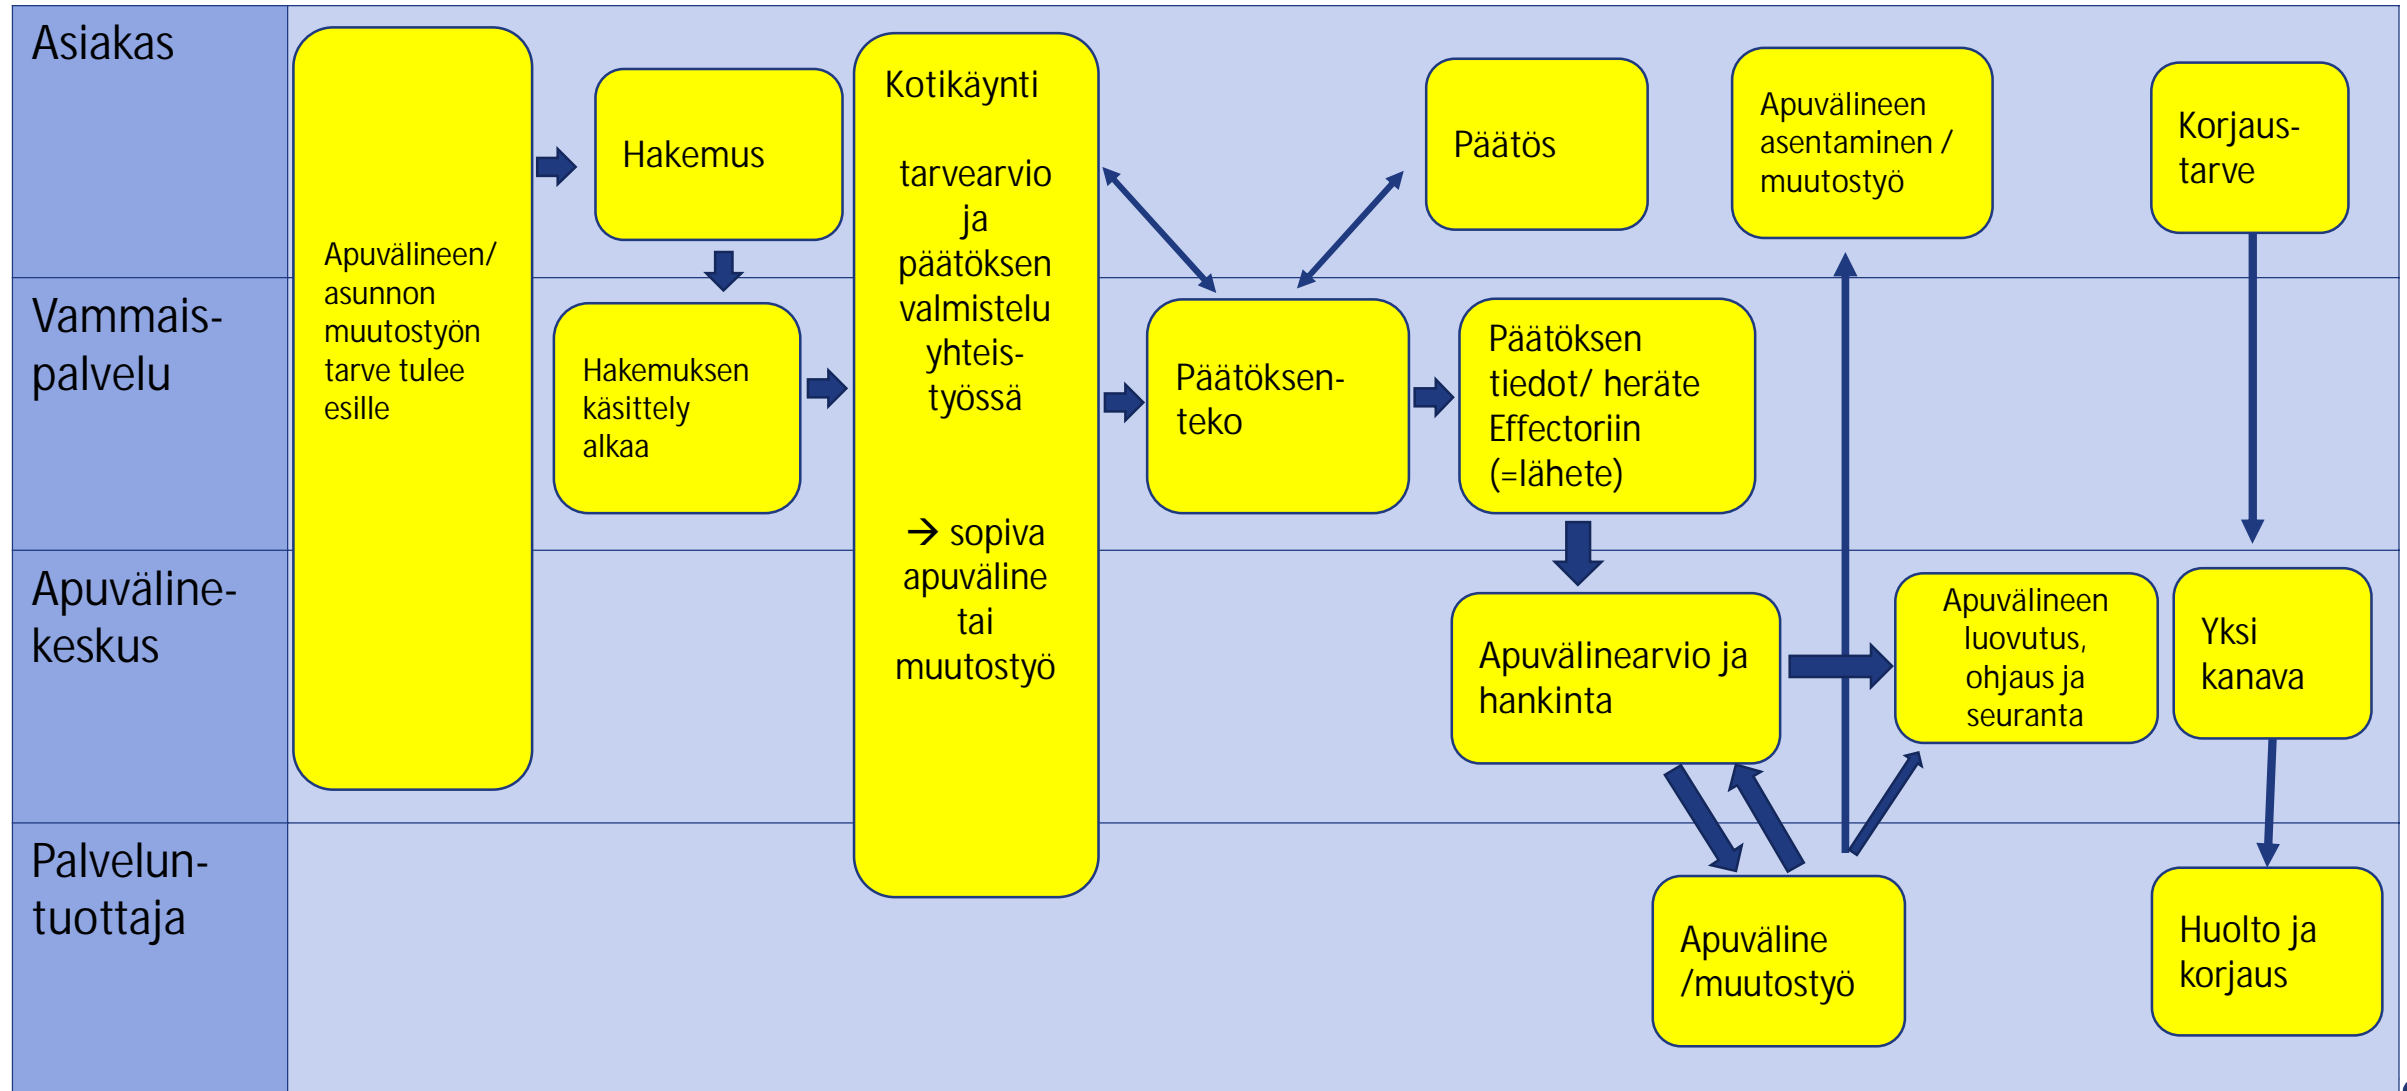 Asiakas
Apuvälineen/
asunnon
muutostyön
tarve tulee
esille
Hakemus
Kotikäynti
tarvearvio
ja
päätöksen
valmistelu
yhteis-
työssä
→ sopiva
apuväline
tai
muutostyö
Päätös
Apuvälineen
asentaminen /
muutostyö
Korjaus-
tarve
Vammais-
palvelu
Hakemuksen
käsittely
alkaa
Päätöksen-
teko
Päätöksen
tiedot/ heräte
Effectoriin
(=lähete)
Apuväline-
keskus
Apuvälinearvio ja
hankinta
Apuvälineen
luovutus,
ohjaus ja
seuranta
Yksi
kanava
Palvelun-
tuottaja
Apuväline
/muutostyö
Huolto ja
korjaus